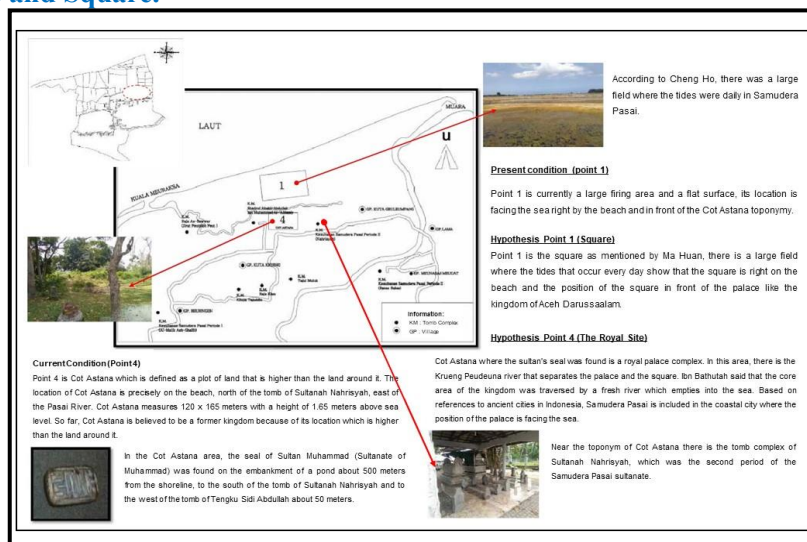 and Square.
According to Cheng Ho, there was a large
field where the tides were daily in Samudera
Pasai.
LAUT
MUARA
u
KUALA MEURAKSA
1
4
Present condition (point 1)
Point 1 is currently a large firing area and a flat surface, its location is
facing the sea right by the beach and in front of the Cot Astana toponymy.
Hypothesis Point 1 (Square)
Point 1 is the square as mentioned by Ma Huan, there is a large field
where the tides that occur every day show that the square is right on the
beach and the position of the square in front of the palace like the
kingdom of Aceh Darussaalam.
Information:
KM : Tomb Complex
GP : Village
Hypothesis Point 4 (The Royal Site)
Cot Astana where the sultan's seal was found is a royal palace complex. In this area, there is the
Krueng Peudeuna river that separates the palace and the square. Ibn Bathutah said that the core
area of the kingdom was traversed by a fresh river which empties into the sea. Based on
references to ancient cities in Indonesia, Samudera Pasai is included in the coastal city where the
position of the palace is facing the sea.
Current Condition (Point 4)
Point 4 is Cot Astana which is defined as a plot of land that is higher than the land around it. The
location of Cot Astana is precisely on the beach, north of the tomb of Sultanah Nahrisyah, east of
the Pasai River. Cot Astana measures 120 x 165 meters with a height of 1.65 meters above sea
level. So far, Cot Astana is believed to be a former kingdom because of its location which is higher
than the land around it.
In the Cot Astana area, the seal of Sultan Muhammad (Sultanate of
Muhammad) was found on the embankment of a pond about 500 meters
from the shoreline, to the south of the tomb of Sultanah Nahrisyah and to
the west of the tomb of Tengku Sidi Abdullah about 50 meters.
Near the toponym of Cot Astana there is the tomb complex of
Sultanah Nahrisyah, which was the second period of the
Samudera Pasai sultanate.